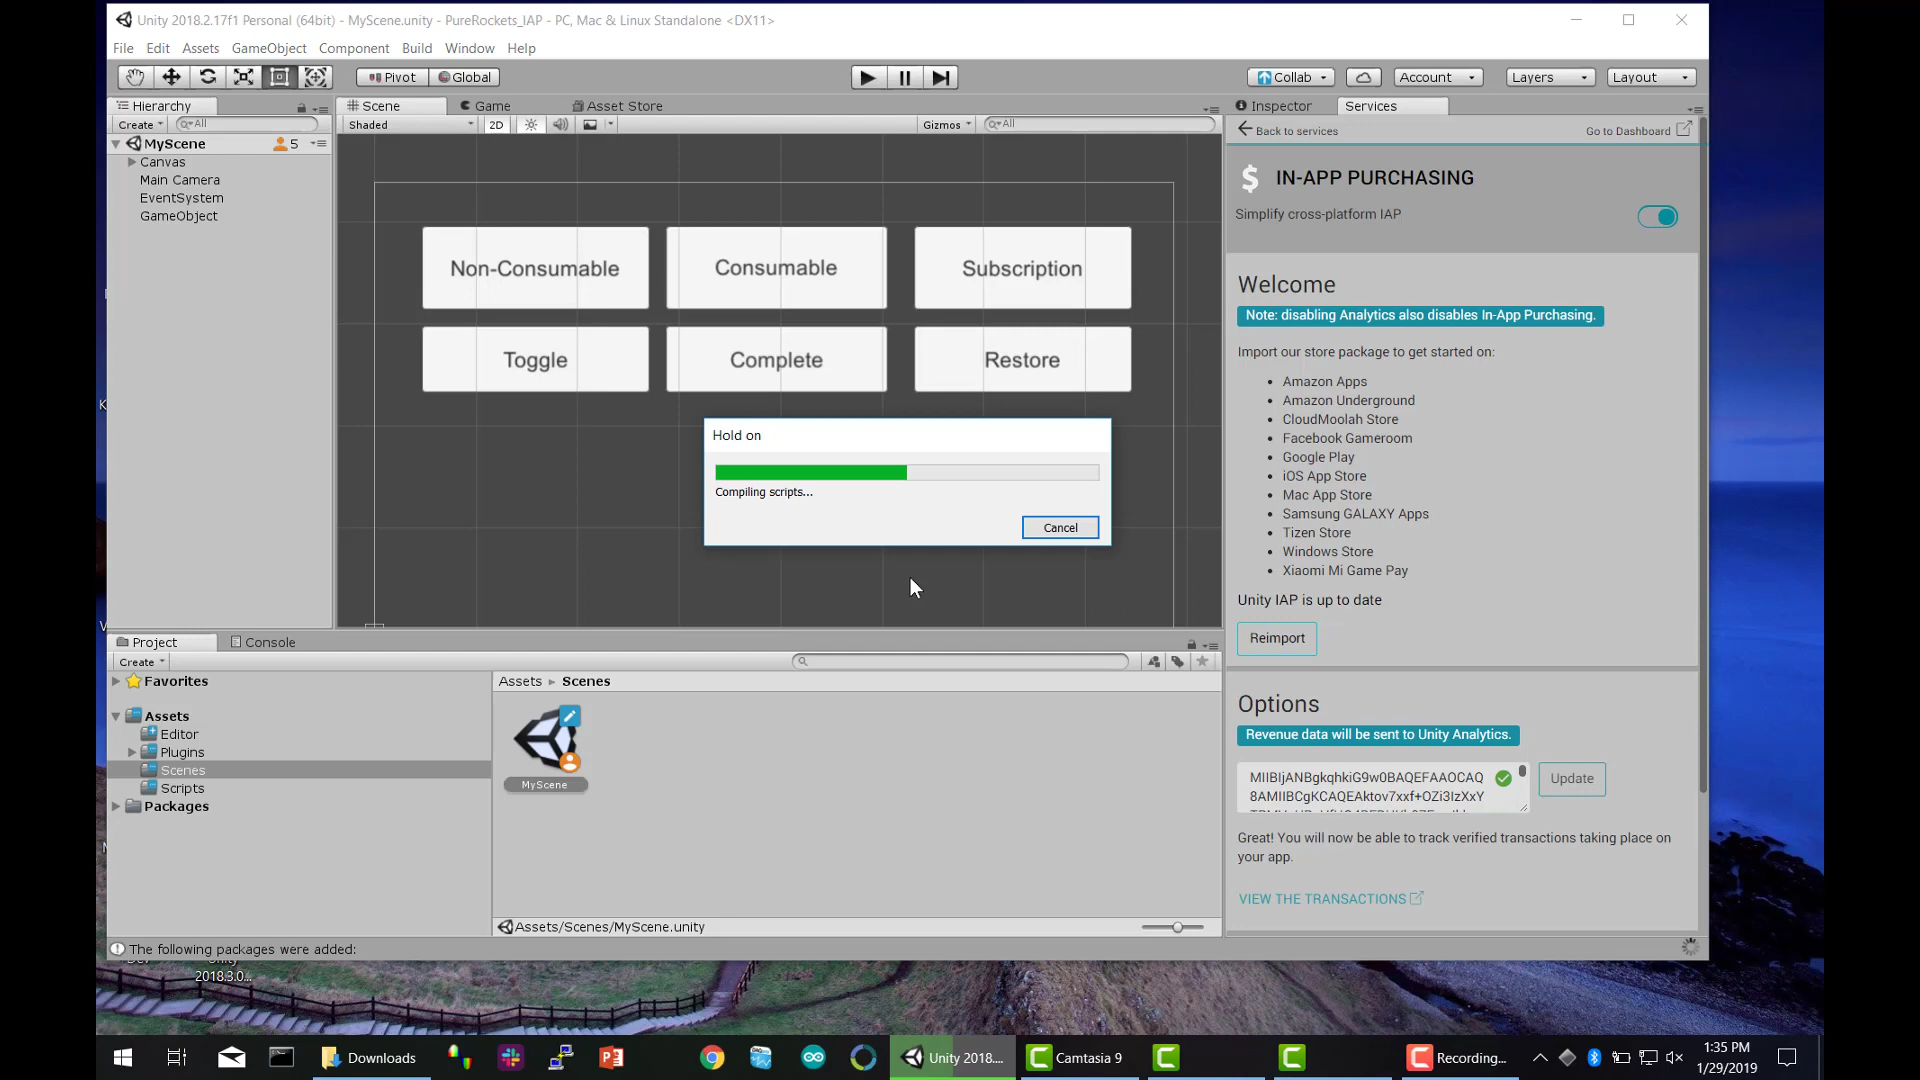 Unity 2018.2.17f1 Personal (64bit) - MyScene.unity - PureRockets_IAP - PC, Mac & Linux Standalone <DX11>
File Edit Assets GameObject Component Build Window Help
Pivot Global Collab Account Layers Layout
Hierarchy
Create All
MyScene 5
Canvas
Main Camera
EventSystem
GameObject
Scene Game Asset Store
Shaded 2D Gizmos All
Non-Consumable Consumable Subscription
Toggle Complete Restore
Hold on
Compiling scripts...
Cancel
Inspector Services
Back to services Go to Dashboard
$ IN-APP PURCHASING
Simplify cross-platform IAP
Welcome
Note: disabling Analytics also disables In-App Purchasing.
Import our store package to get started on:
Amazon Apps
Amazon Underground
CloudMoolah Store
Facebook Gameroom
Google Play
iOS App Store
Mac App Store
Samsung GALAXY Apps
Tizen Store
Windows Store
Xiaomi Mi Game Pay
Unity IAP is up to date
Reimport
Options
Revenue data will be sent to Unity Analytics.
MIIBIjANBgkqhkiG9w0BAQEFAAOCAQ
8AMIIBCgKCAQEAktov7xxf+OZi3IzXxY
Update
Great! You will now be able to track verified transactions taking place on
your app.
VIEW THE TRANSACTIONS
Project Console
Create
Favorites
Assets
Editor
Plugins
Scenes
Scripts
Packages
Assets Scenes
MyScene
Assets/Scenes/MyScene.unity
The following packages were added:
2018.3.0...
Downloads
Unity 2018....
Camtasia 9
Recording...
1:35 PM
1/29/2019